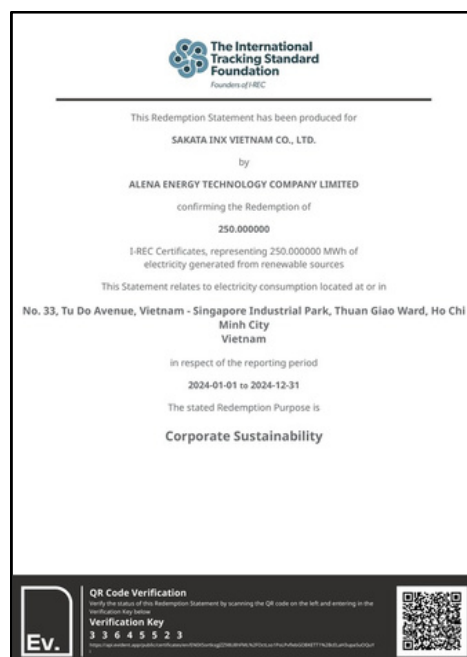 The International
Tracking Standard
Foundation
Founders of I-REC
This Redemption Statement has been produced for
SAKATA INX VIETNAM CO., LTD.
by
ALENA ENERGY TECHNOLOGY COMPANY LIMITED
confirming the Redemption of
250.000000
I-REC Certificates, representing 250.000000 MWh of
electricity generated from renewable sources
This Statement relates to electricity consumption located at or in
No. 33, Tu Do Avenue, Vietnam - Singapore Industrial Park, Thuan Giao Ward, Ho Chi
Minh City
Vietnam
in respect of the reporting period
2024-01-01 to 2024-12-31
The stated Redemption Purpose is
Corporate Sustainability
Ev.
QR Code Verification
Verify the status of this Redemption Statement by scanning the QR code on the left and entering in the
Verification Key below
Verification Key
3 3 6 4 5 5 2 3